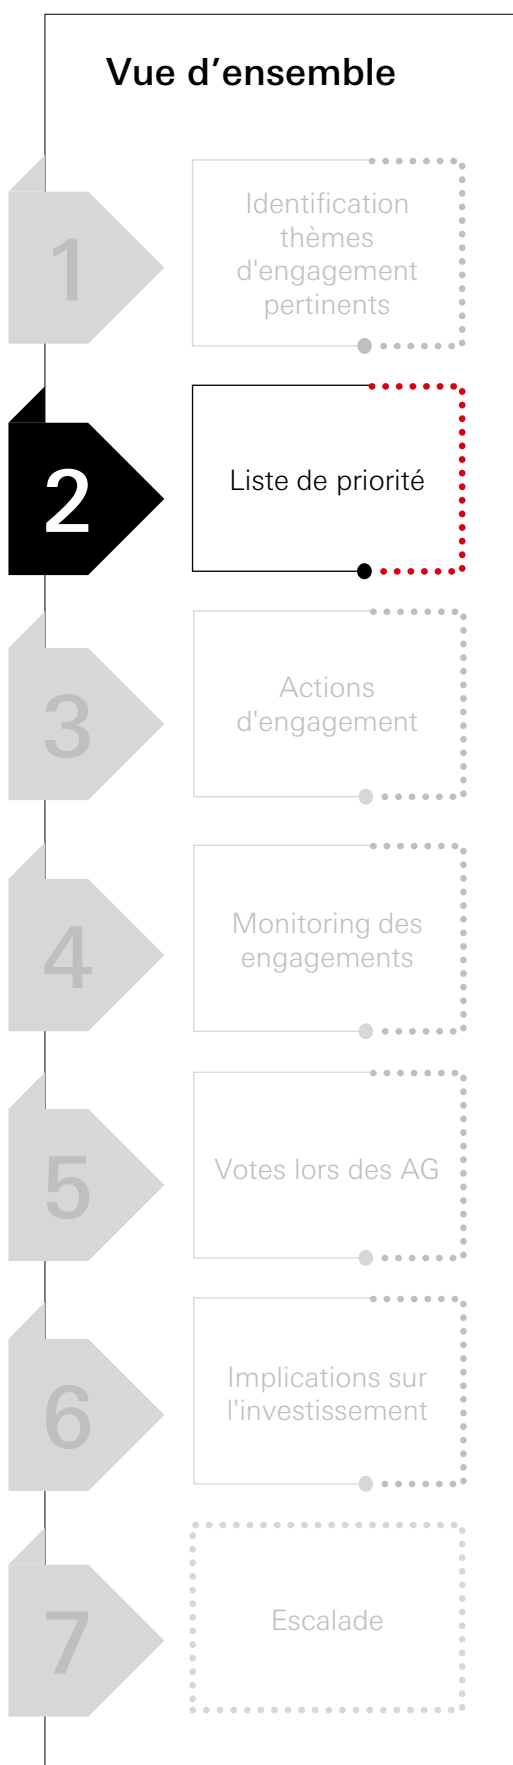 Vue d’ensemble
1
Identification
thèmes
d'engagement
pertinents
2
Liste de priorité
3
Actions
d'engagement
4
Monitoring des
engagements
5
Votes lors des AG
6
Implications sur
l'investissement
7
Escalade